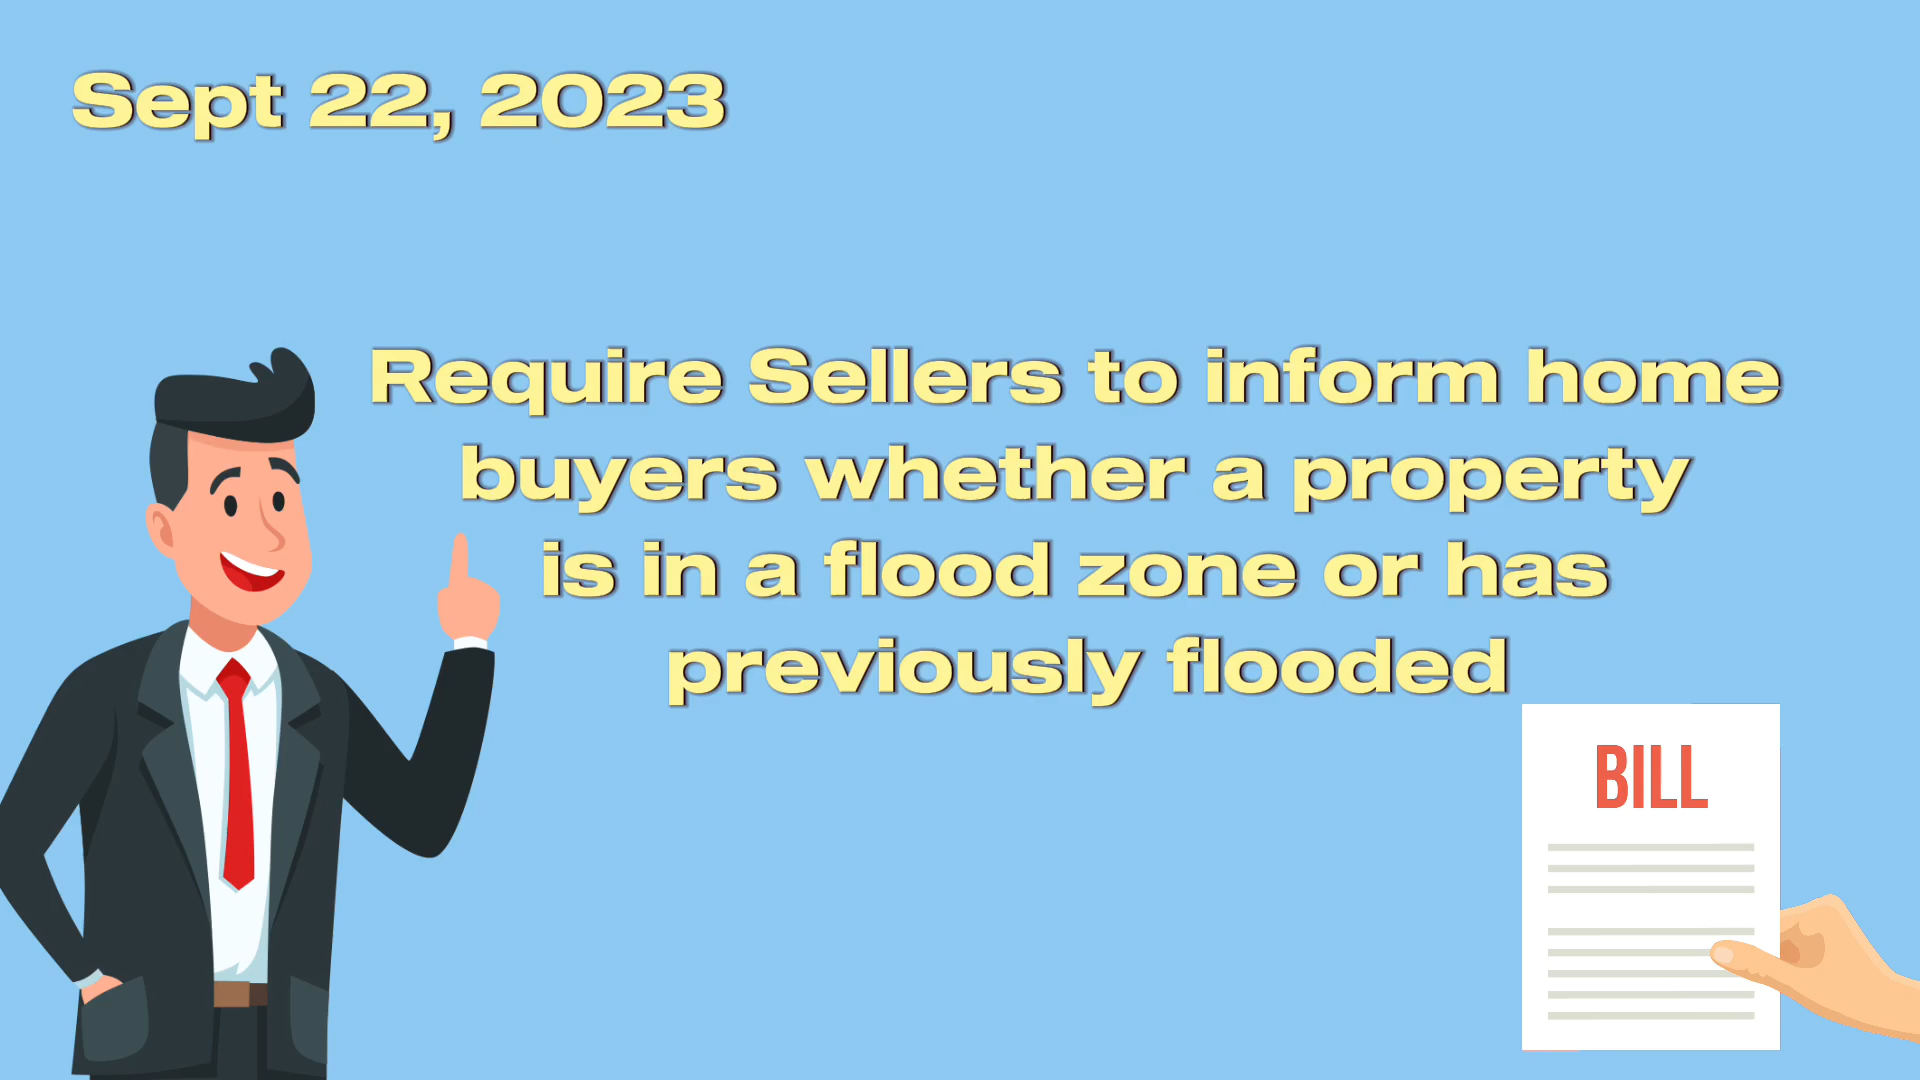 Sept 22, 2023
Require Sellers to inform home
buyers whether a property
is in a flood zone or has
previously flooded
BILL